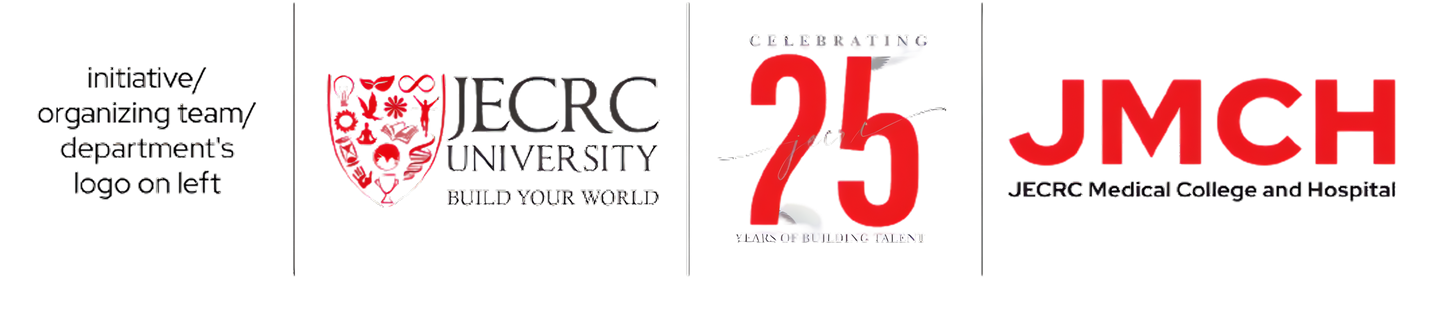 initiative/
organizing team/
department's
logo on left
JECRC
UNIVERSITY
BUILD YOUR WORLD
CELEBRATING
25
jecrc
YEARS OF BUILDING TALENT
JMCH
JECRC Medical College and Hospital